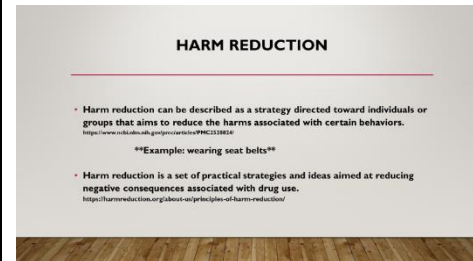 HARM REDUCTION
• Harm reduction can be described as a strategy directed toward individuals or
groups that aims to reduce the harms associated with certain behaviors.
https://www.ncbi.nlm.nih.gov/pmc/articles/PMC2528824/
**Example: wearing seat belts**
• Harm reduction is a set of practical strategies and ideas aimed at reducing
negative consequences associated with drug use.
https://harmreduction.org/about-us/principles-of-harm-reduction/